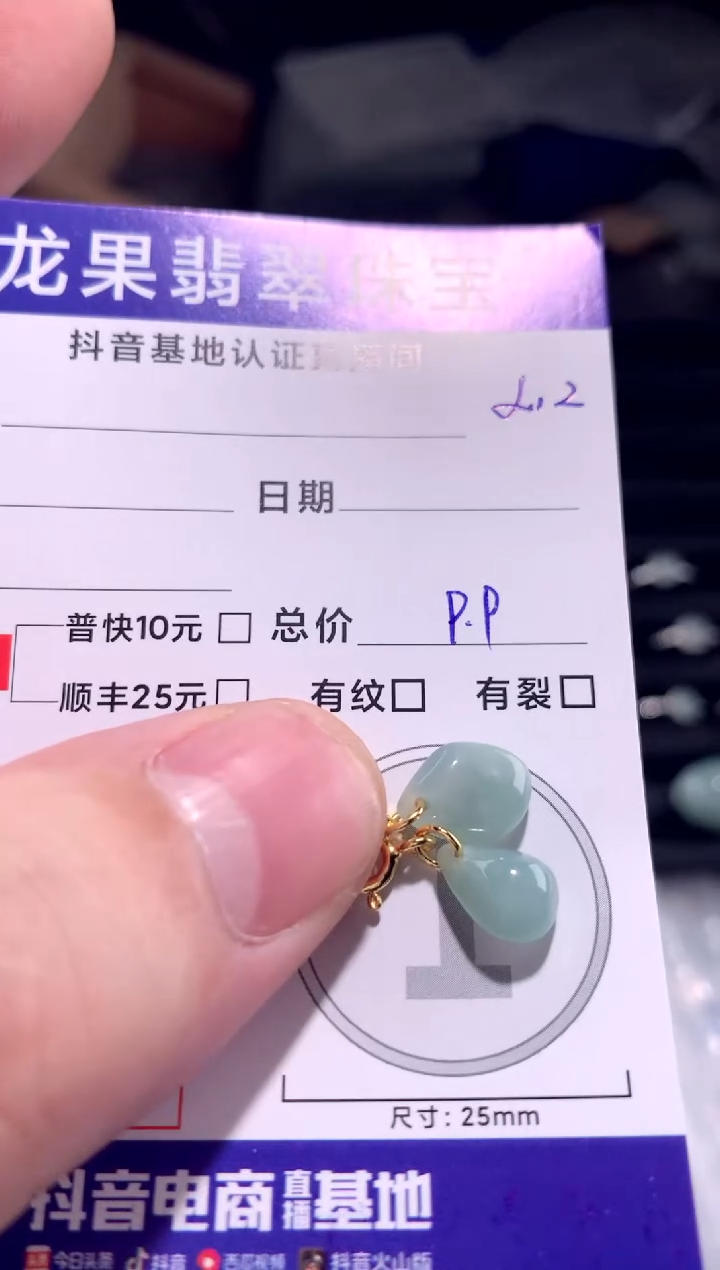 龙果翡翠珠宝
抖音基地认证直播间
L.2
日期
普快10元 □ 总价 P.P
顺丰25元 □ 有纹 □ 有裂 □
1
尺寸: 25mm
抖音电商直播基地
今日头条 抖音 西瓜视频 抖音火山版